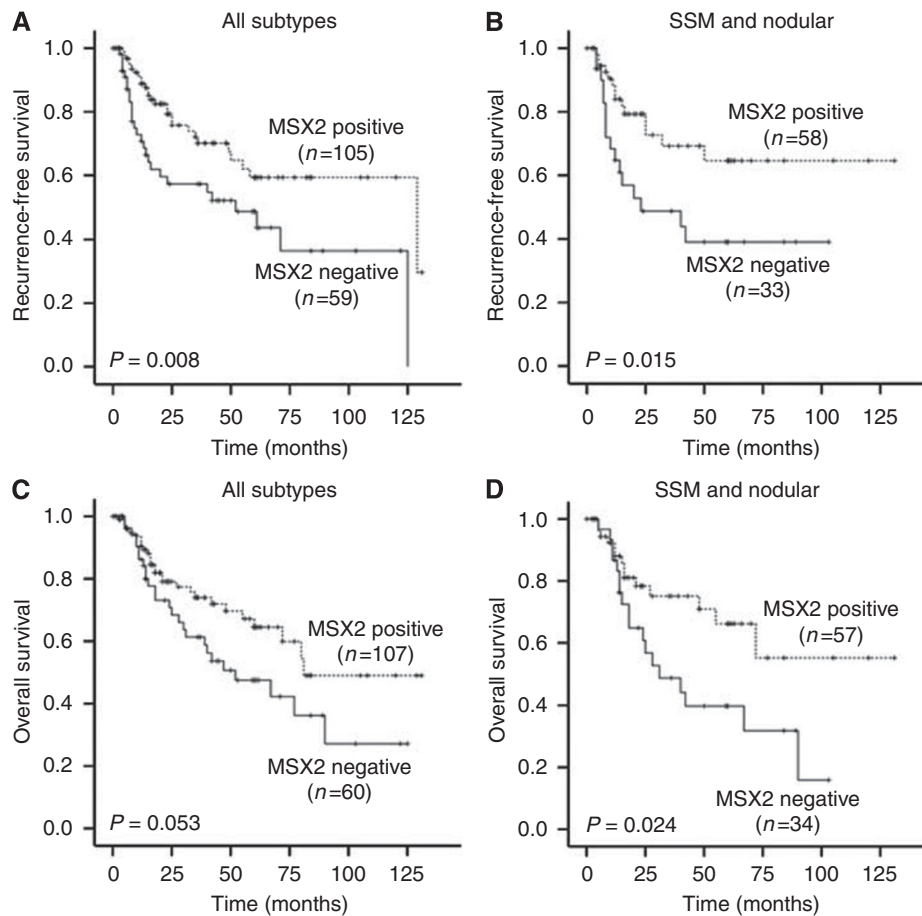 A
All subtypes
Recurrence-free survival
1.0
0.8
0.6
0.4
0.2
0.0
MSX2 positive
(n=105)
MSX2 negative
(n=59)
P = 0.008
0 25 50 75 100 125
Time (months)
B
SSM and nodular
Recurrence-free survival
1.0
0.8
0.6
0.4
0.2
0.0
MSX2 positive
(n=58)
MSX2 negative
(n=33)
P = 0.015
0 25 50 75 100 125
Time (months)
C
All subtypes
Overall survival
1.0
0.8
0.6
0.4
0.2
0.0
MSX2 positive
(n=107)
MSX2 negative
(n=60)
P = 0.053
0 25 50 75 100 125
Time (months)
D
SSM and nodular
Overall survival
1.0
0.8
0.6
0.4
0.2
0.0
MSX2 positive
(n=57)
MSX2 negative
(n=34)
P = 0.024
0 25 50 75 100 125
Time (months)